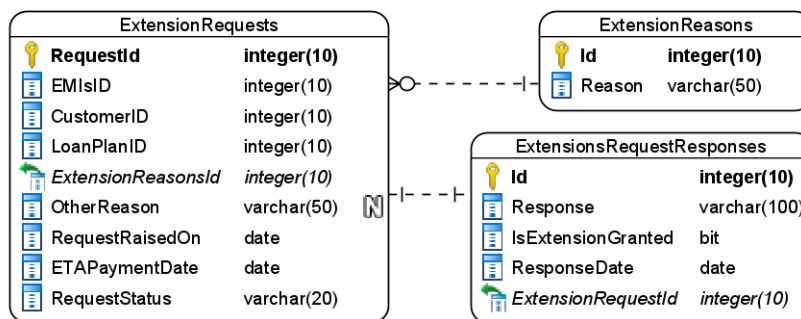 ExtensionRequests
RequestId integer(10)
EMIsID integer(10)
CustomerID integer(10)
LoanPlanID integer(10)
ExtensionReasonsId integer(10)
OtherReason varchar(50)
N
RequestRaisedOn date
ETAPaymentDate date
RequestStatus varchar(20)
ExtensionReasons
Id integer(10)
Reason varchar(50)
ExtensionsRequestResponses
Id integer(10)
Response varchar(100)
IsExtensionGranted bit
ResponseDate date
ExtensionRequestId integer(10)